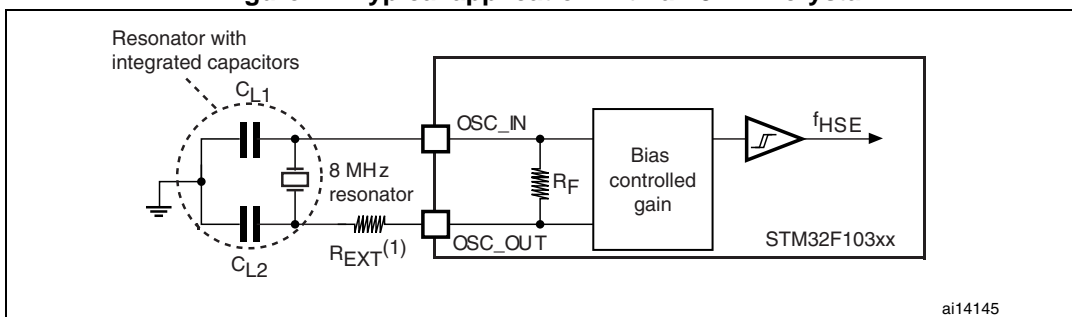 Resonator with
integrated capacitors
CL1
OSC_IN
fHSE
8 MHz
resonator
RF
Bias
controlled
gain
STM32F103xx
REXT(1)
OSC_OUT
CL2
ai14145